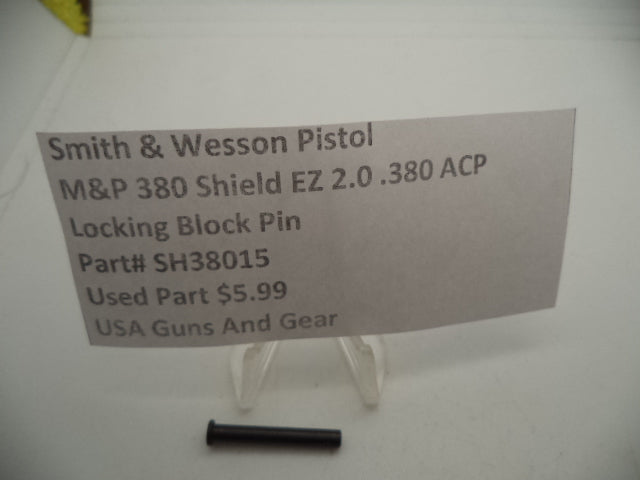 Smith & Wesson Pistol
M&P 380 Shield EZ 2.0 .380 ACP
Locking Block Pin
Part# SH38015
Used Part $5.99
USA Guns And Gear